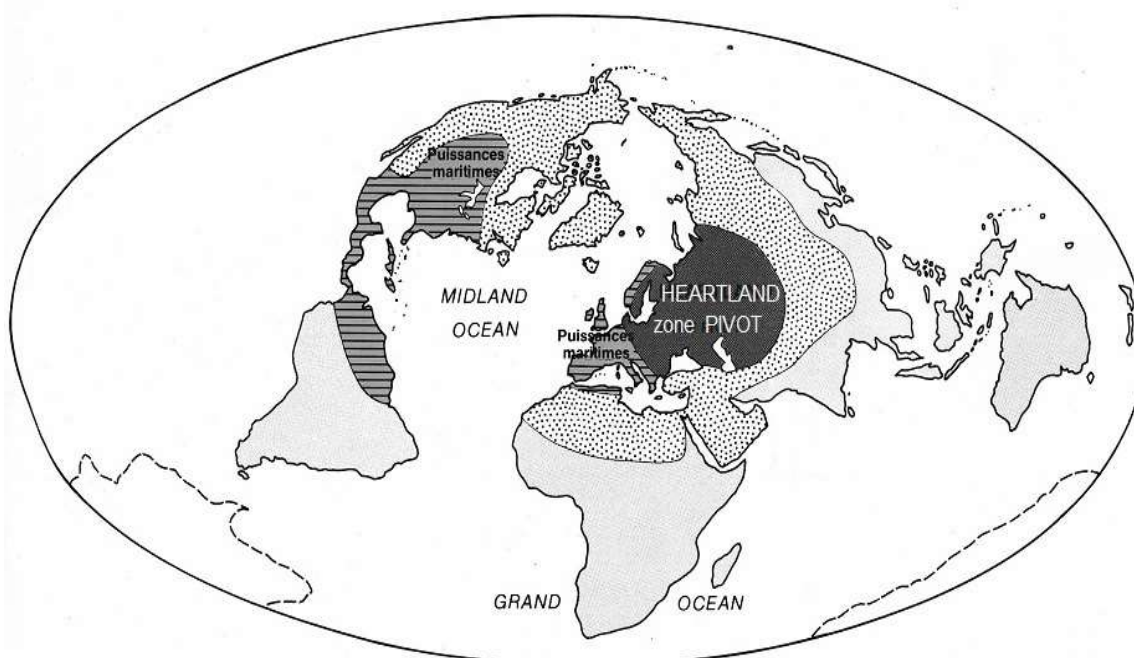 Puissances
maritimes
MIDLAND
OCEAN
HEARTLAND
zone PIVOT
Puissances
maritimes
GRAND OCEAN